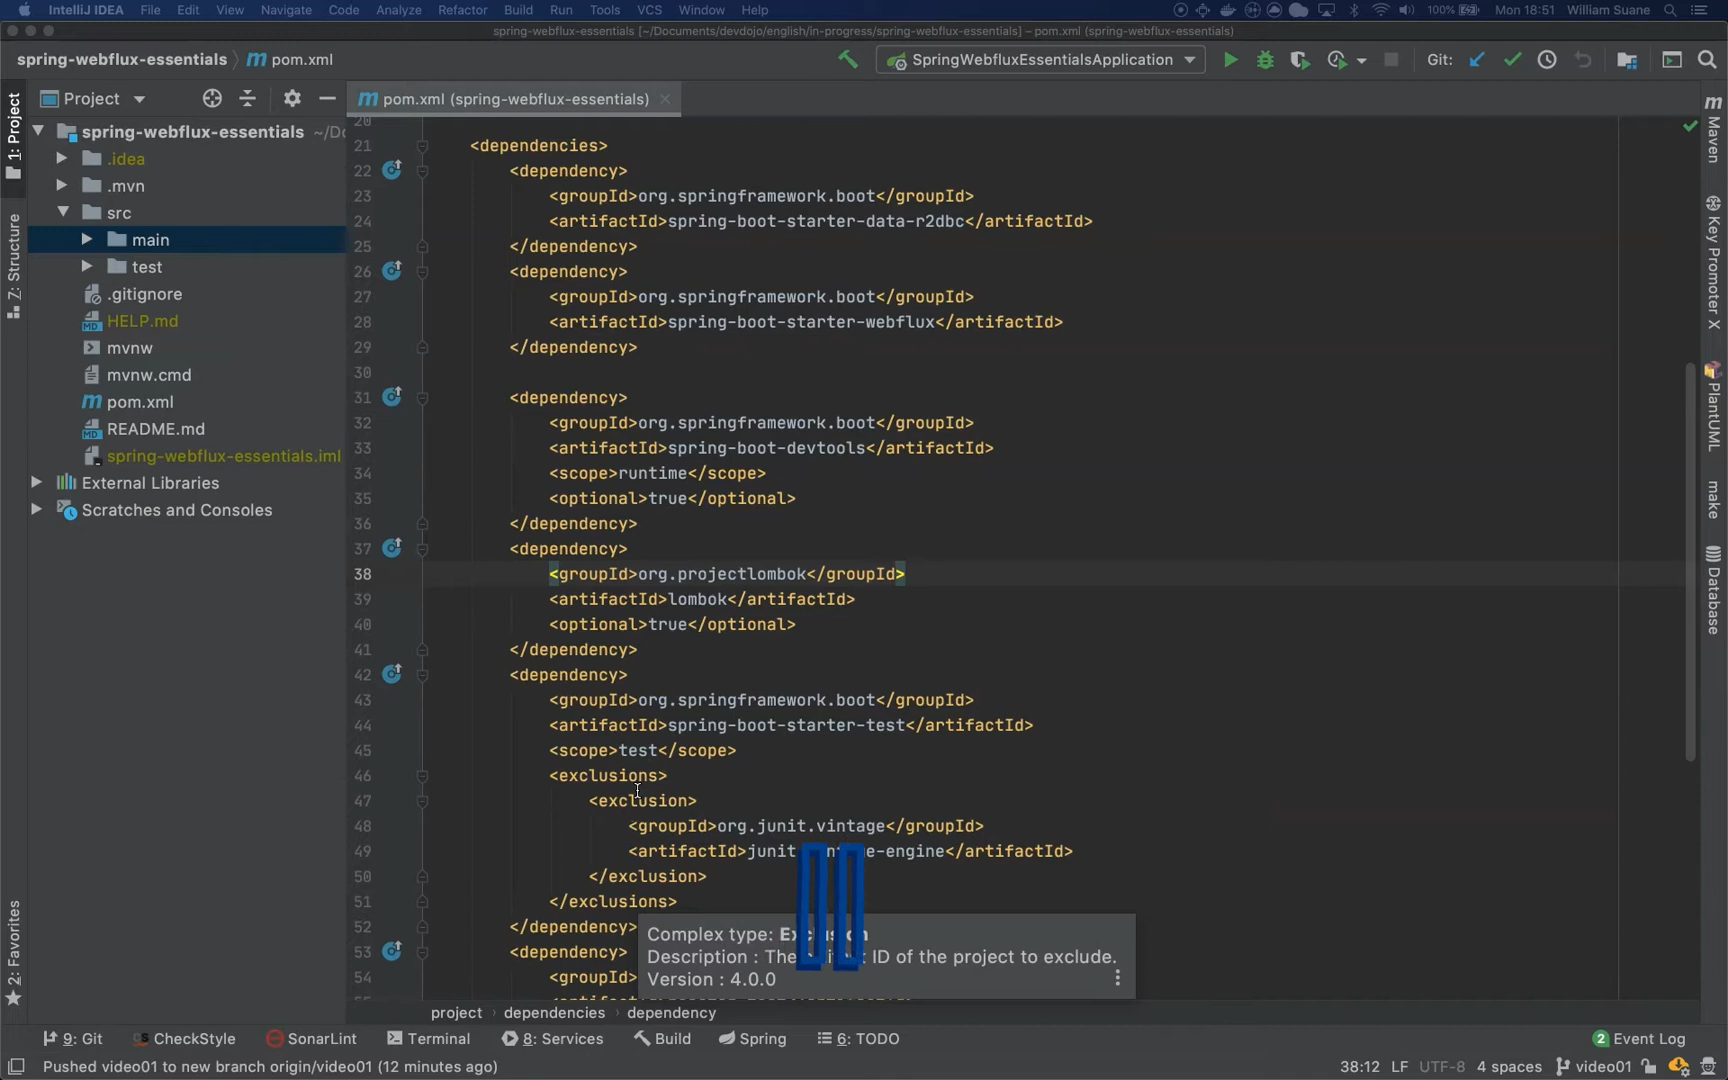 IntelliJ IDEA File Edit View Navigate Code Analyze Refactor Build Run Tools VCS Window Help 100% Mon 18:51 William Suane
spring-webflux-essentials [~/Documents/devdojo/english/in-progress/spring-webflux-essentials] – pom.xml (spring-webflux-essentials)
spring-webflux-essentials pom.xml SpringWebfluxEssentialsApplication Git:
Project pom.xml (spring-webflux-essentials)
1: Project
7: Structure
2: Favorites
spring-webflux-essentials
.idea
.mvn
src
main
test
.gitignore
HELP.md
mvnw
mvnw.cmd
pom.xml
README.md
spring-webflux-essentials.iml
External Libraries
Scratches and Consoles
20
21 <dependencies>
22 <dependency>
23 <groupId>org.springframework.boot</groupId>
24 <artifactId>spring-boot-starter-data-r2dbc</artifactId>
25 </dependency>
26 <dependency>
27 <groupId>org.springframework.boot</groupId>
28 <artifactId>spring-boot-starter-webflux</artifactId>
29 </dependency>
30
31 <dependency>
32 <groupId>org.springframework.boot</groupId>
33 <artifactId>spring-boot-devtools</artifactId>
34 <scope>runtime</scope>
35 <optional>true</optional>
36 </dependency>
37 <dependency>
38 <groupId>org.projectlombok</groupId>
39 <artifactId>lombok</artifactId>
40 <optional>true</optional>
41 </dependency>
42 <dependency>
43 <groupId>org.springframework.boot</groupId>
44 <artifactId>spring-boot-starter-test</artifactId>
45 <scope>test</scope>
46 <exclusions>
47 <exclusion>
48 <groupId>org.junit.vintage</groupId>
49 <artifactId>junit-vintage-engine</artifactId>
50 </exclusion>
51 </exclusions>
52 </dependency>
53 <dependency>
54 <groupId>
Complex type: Exclusion
Description : The artifact ID of the project to exclude.
Version : 4.0.0
Maven
Key Promoter X
PlantUML
make
Database
project dependencies dependency
9: Git CheckStyle SonarLint Terminal 8: Services Build Spring 6: TODO 2 Event Log
Pushed video01 to new branch origin/video01 (12 minutes ago) 38:12 LF UTF-8 4 spaces video01